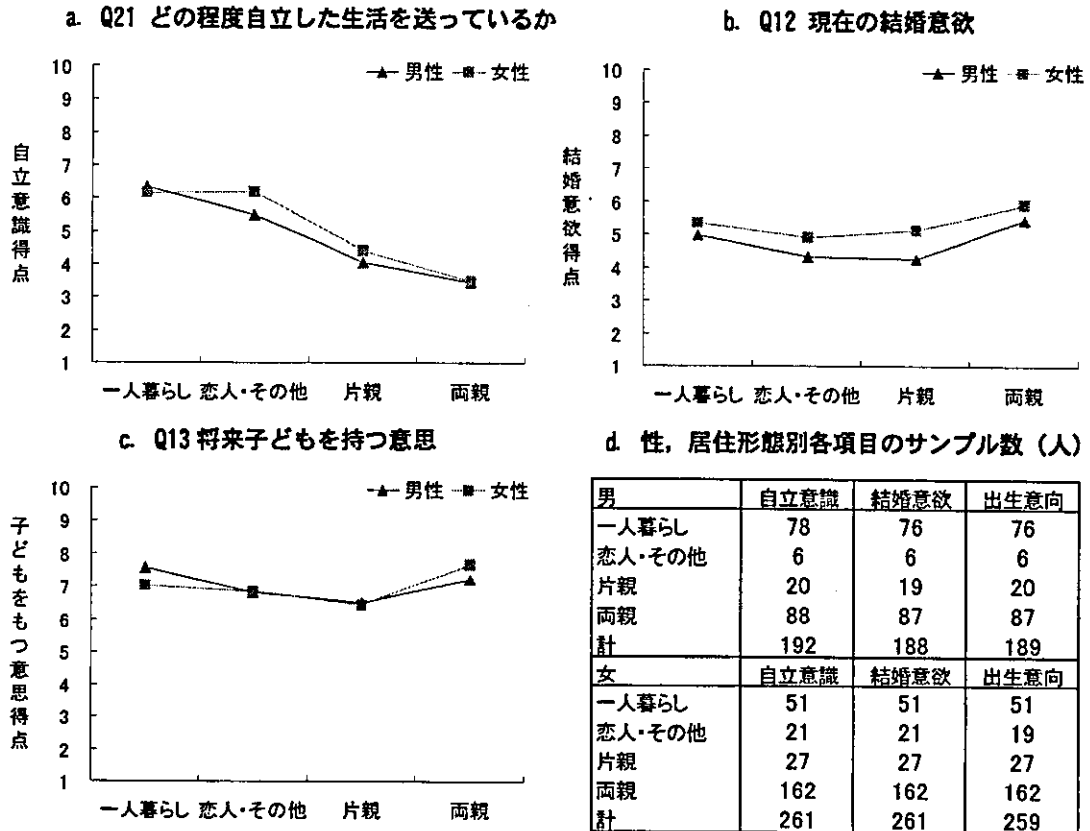 a. Q21 どの程度自立した生活を送っているか
10
9
8
7
6
5
4
3
2
1
自立意識得点
男性 女性
一人暮らし 恋人・その他 片親 両親
b. Q12 現在の結婚意欲
10
9
8
7
6
5
4
3
2
1
結婚意欲得点
男性 女性
一人暮らし 恋人・その他 片親 両親
c. Q13 将来子どもを持つ意思
10
9
8
7
6
5
4
3
2
1
子どもをもつ意思得点
男性 女性
一人暮らし 恋人・その他 片親 両親
d. 性，居住形態別各項目のサンプル数（人）
男 自立意識 結婚意欲 出生意向
一人暮らし 78 76 76
恋人・その他 6 6 6
片親 20 19 20
両親 88 87 87
計 192 188 189
女 自立意識 結婚意欲 出生意向
一人暮らし 51 51 51
恋人・その他 21 21 19
片親 27 27 27
両親 162 162 162
計 261 261 259